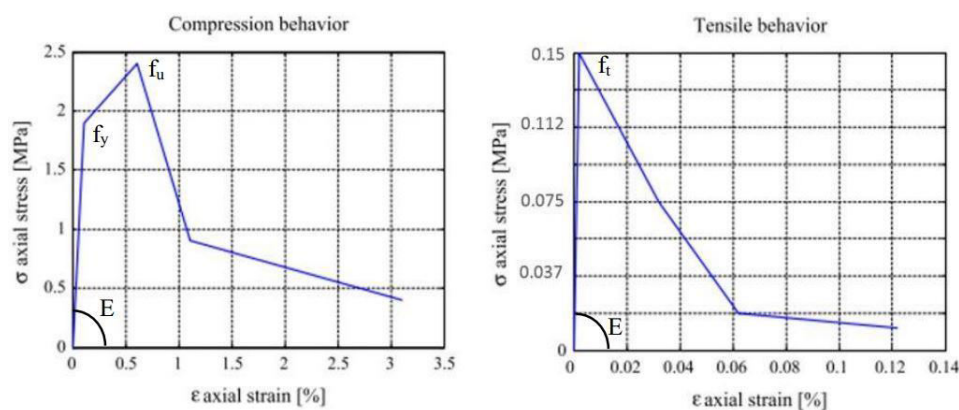 Compression behavior
2.5
2
1.5
1
0.5
0
σ axial stress [MPa]
fu
fy
E
0 0.5 1 1.5 2 2.5 3 3.5
ε axial strain [%]
Tensile behavior
0.15
0.112
0.075
0.037
0
σ axial stress [MPa]
ft
E
0 0.02 0.04 0.06 0.08 0.1 0.12 0.14
ε axial strain [%]